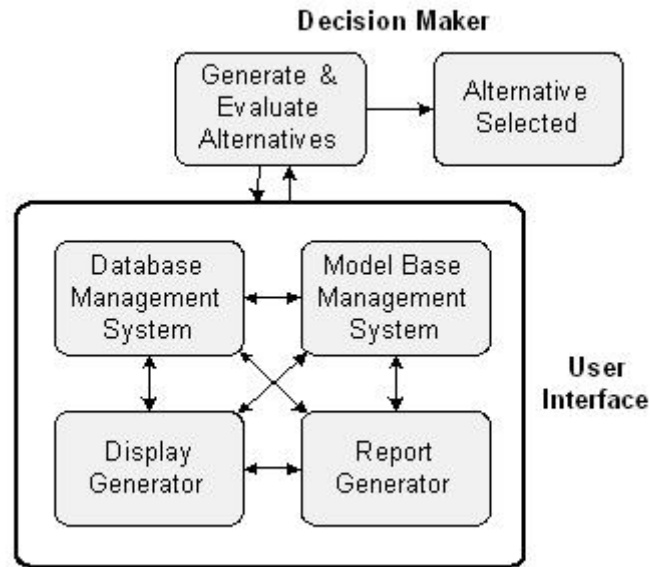 Decision Maker
Generate &
Evaluate
Alternatives
Alternative
Selected
Database
Management
System
Model Base
Management
System
User
Interface
Display
Generator
Report
Generator